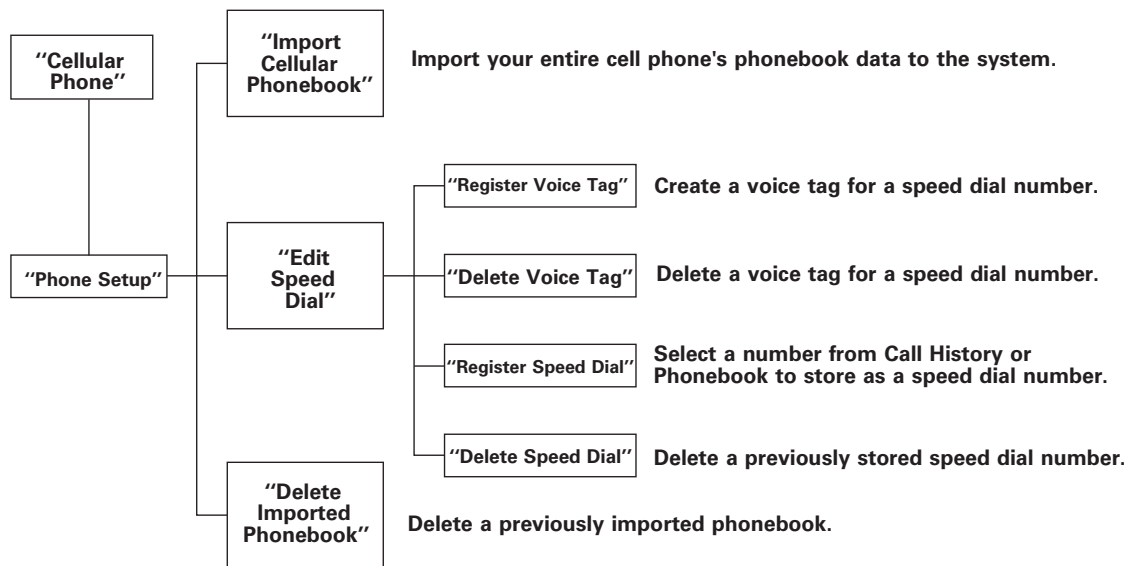 "Cellular
Phone"
"Import
Cellular
Phonebook"
Import your entire cell phone's phonebook data to the system.
"Register Voice Tag"
Create a voice tag for a speed dial number.
"Phone Setup"
"Edit
Speed
Dial"
"Delete Voice Tag"
Delete a voice tag for a speed dial number.
"Register Speed Dial"
Select a number from Call History or
Phonebook to store as a speed dial number.
"Delete Speed Dial"
Delete a previously stored speed dial number.
"Delete
Imported
Phonebook"
Delete a previously imported phonebook.